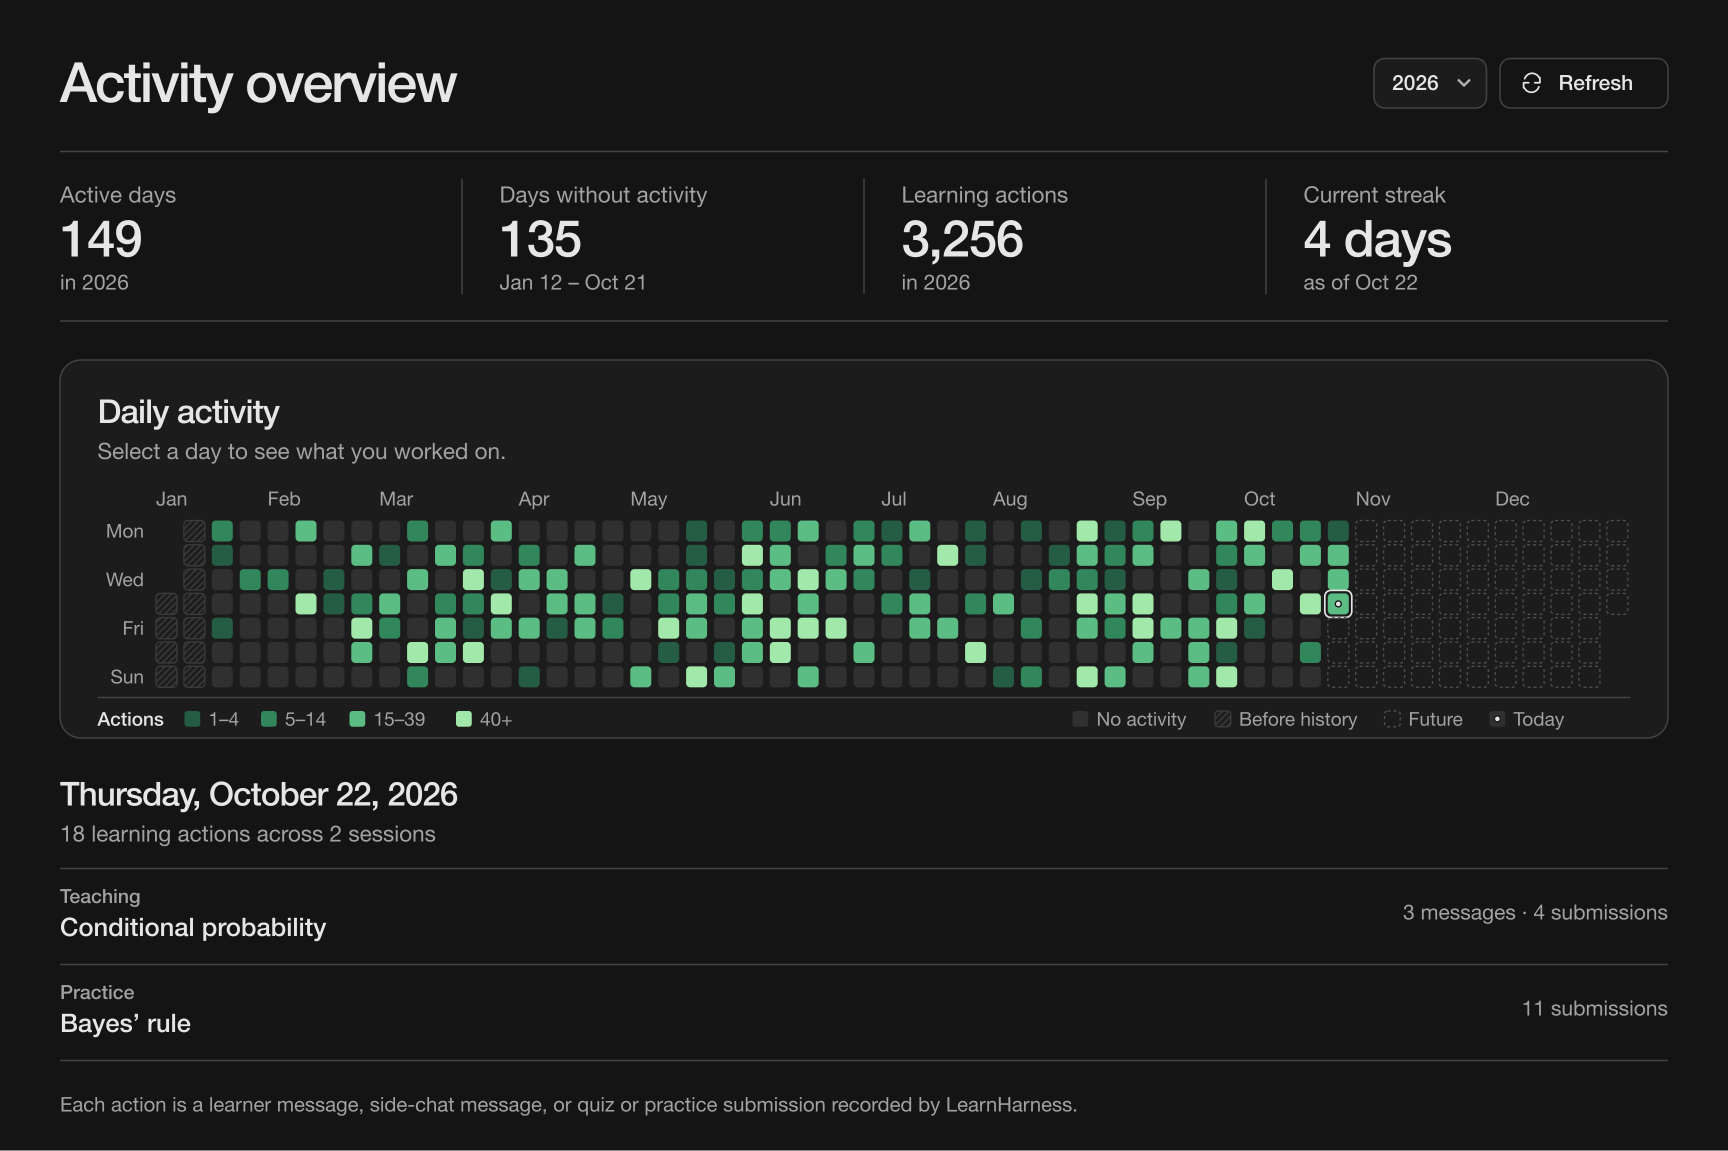 Activity overview
2026
Refresh
Active days
149
in 2026
Days without activity
135
Jan 12 – Oct 21
Learning actions
3,256
in 2026
Current streak
4 days
as of Oct 22
Daily activity
Select a day to see what you worked on.
Jan Feb Mar Apr May Jun Jul Aug Sep Oct Nov Dec
Mon
Wed
Fri
Sun
Actions 1–4 5–14 15–39 40+ No activity Before history Future Today
Thursday, October 22, 2026
18 learning actions across 2 sessions
Teaching
Conditional probability
3 messages · 4 submissions
Practice
Bayes’ rule
11 submissions
Each action is a learner message, side-chat message, or quiz or practice submission recorded by LearnHarness.